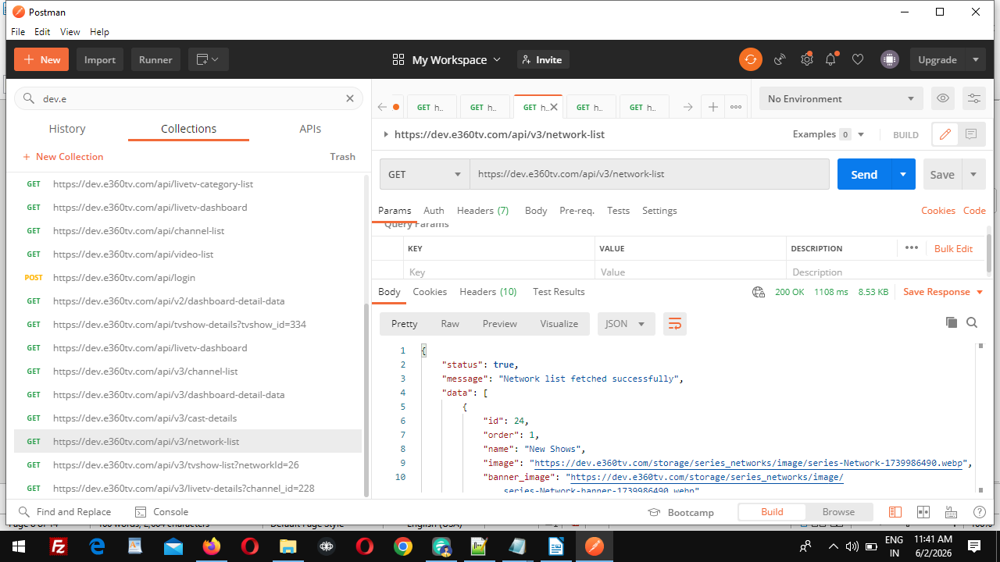 Postman
File Edit View Help
New Import Runner My Workspace Invite Upgrade
dev.e
History Collections APIs
+ New Collection Trash
GET https://dev.e360tv.com/api/livetv-category-list
GET https://dev.e360tv.com/api/livetv-dashboard
GET https://dev.e360tv.com/api/channel-list
GET https://dev.e360tv.com/api/video-list
POST https://dev.e360tv.com/api/login
GET https://dev.e360tv.com/api/v2/dashboard-detail-data
GET https://dev.e360tv.com/api/tvshow-details?tvshow_id=334
GET https://dev.e360tv.com/api/livetv-dashboard
GET https://dev.e360tv.com/api/v3/channel-list
GET https://dev.e360tv.com/api/v3/dashboard-detail-data
GET https://dev.e360tv.com/api/v3/cast-details
GET https://dev.e360tv.com/api/v3/network-list
GET https://dev.e360tv.com/api/v3/tvshow-list?networkId=26
GET https://dev.e360tv.com/api/v3/livetv-details?channel_id=228
GET h.. GET h.. GET h.. GET h.. GET h..
No Environment
https://dev.e360tv.com/api/v3/network-list Examples 0 BUILD
GET https://dev.e360tv.com/api/v3/network-list Send Save
Params Auth Headers (7) Body Pre-req. Tests Settings Cookies Code
Query Params
KEY VALUE DESCRIPTION ••• Bulk Edit
Key Value Description
Body Cookies Headers (10) Test Results 200 OK 1108 ms 8.53 KB Save Response
Pretty Raw Preview Visualize JSON
1 {
2 "status": true,
3 "message": "Network list fetched successfully",
4 "data": [
5 {
6 "id": 24,
7 "order": 1,
8 "name": "New Shows",
9 "image": "https://dev.e360tv.com/storage/series_networks/image/series-Network-1739986490.webp",
10 "banner_image": "https://dev.e360tv.com/storage/series_networks/image/
series-Network-banner-1739986490.webp"
Find and Replace Console Bootcamp Build Browse
ENG 11:41 AM
IN 6/2/2026